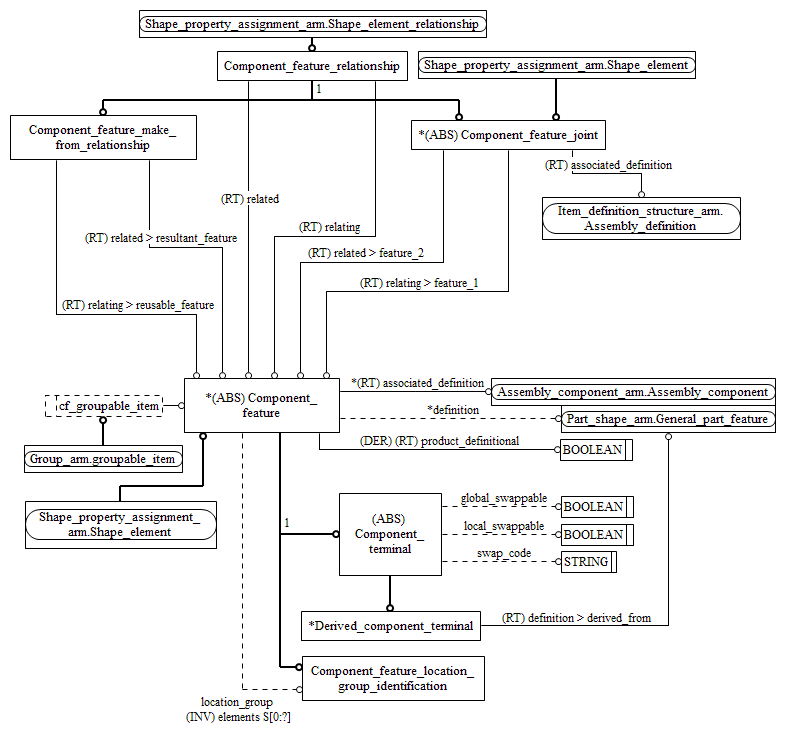 Shape_property_assignment_arm.Shape_element_relationship
Component_feature_relationship
Shape_property_assignment_arm.Shape_element
1
Component_feature_make_
from_relationship
*(ABS) Component_feature_joint
(RT) associated_definition
(RT) related
Item_definition_structure_arm.
Assembly_definition
(RT) relating
(RT) related > resultant_feature
(RT) related > feature_2
(RT) relating > feature_1
(RT) relating > reusable_feature
*(ABS) Component_
feature
*(RT) associated_definition
Assembly_component_arm.Assembly_component
cf_groupable_item
*definition
Part_shape_arm.General_part_feature
(DER) (RT) product_definitional
BOOLEAN
Group_arm.groupable_item
Shape_property_assignment_
arm.Shape_element
1
(ABS)
Component_
terminal
global_swappable
BOOLEAN
local_swappable
BOOLEAN
swap_code
STRING
*Derived_component_terminal
(RT) definition > derived_from
Component_feature_location_
group_identification
location_group
(INV) elements S[0:?]